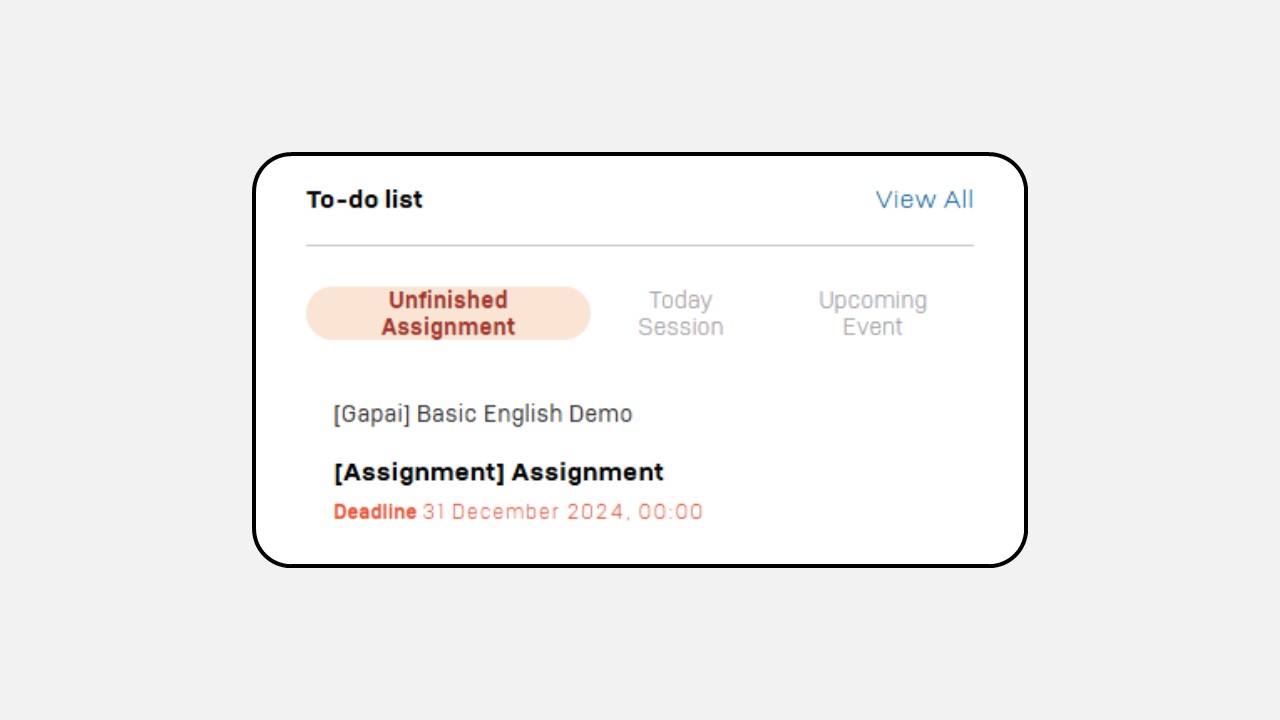 To-do list
View All
Unfinished
Assignment
Today
Session
Upcoming
Event
[Gapai] Basic English Demo
[Assignment] Assignment
Deadline 31 December 2024, 00:00